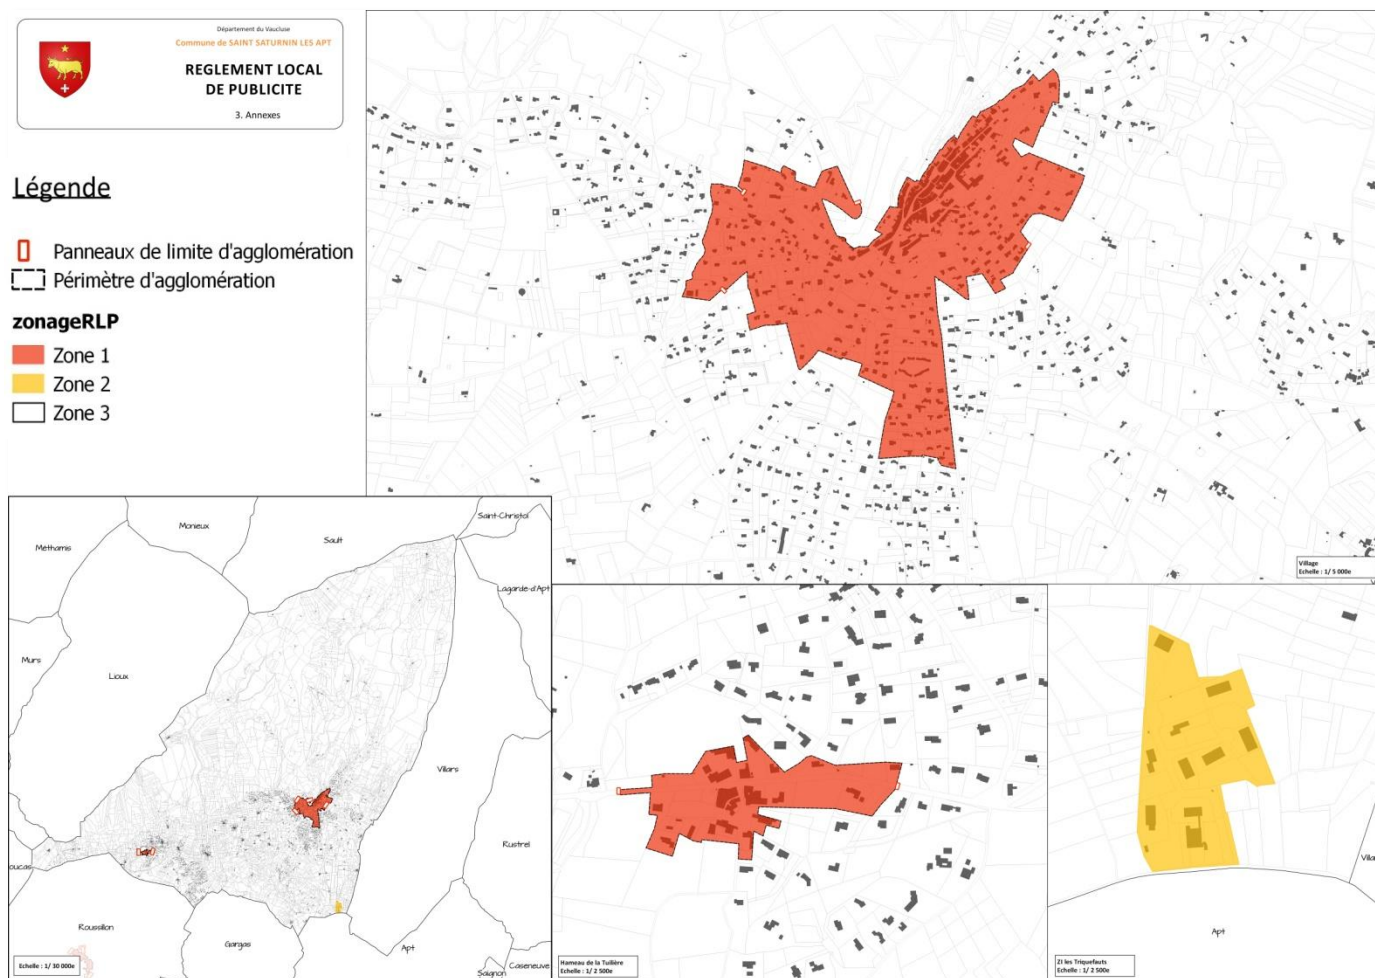 Département du Vaucluse
Commune de SAINT SATURNIN LES APT
REGLEMENT LOCAL
DE PUBLICITE
3. Annexes
Légende
Panneaux de limite d'agglomération
Périmètre d'agglomération
zonageRLP
Zone 1
Zone 2
Zone 3
Village
Echelle : 1/ 5 000e
Saint-Christol
Monieux
Sault
Méthamis
Lagarde-d'Apt
Murs
Lioux
Villars
Rustrel
Roussillon
Gargas
Apt
Caseneuve
Saignon
Echelle : 1/ 30 000e
Hameau de la Tuilière
Echelle : 1/ 2 500e
Villa
Apt
ZI les Triquefauts
Echelle : 1/ 2 500e